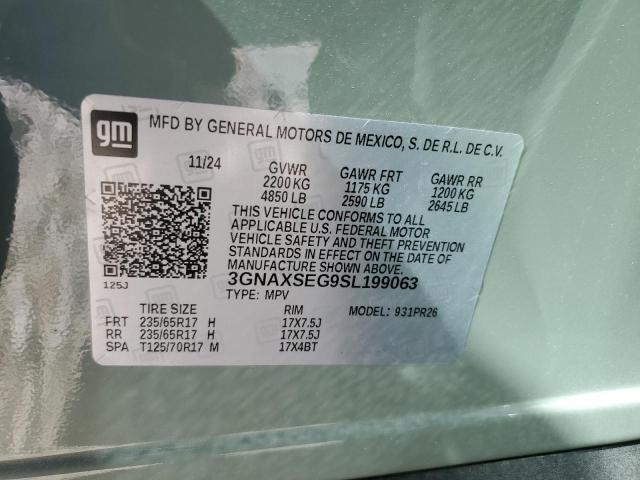 gm MFD BY GENERAL MOTORS DE MEXICO, S. DE R.L. DE C.V.
11/24 GVWR GAWR FRT GAWR RR
2200 KG 1175 KG 1200 KG
4850 LB 2590 LB 2645 LB
THIS VEHICLE CONFORMS TO ALL
APPLICABLE U.S. FEDERAL MOTOR
VEHICLE SAFETY AND THEFT PREVENTION
STANDARDS IN EFFECT ON THE DATE OF
MANUFACTURE SHOWN ABOVE.
125J 3GNAXSEG9SL199063
TYPE: MPV
TIRE SIZE RIM MODEL: 931PR26
FRT 235/65R17 H 17X7.5J
RR 235/65R17 H 17X7.5J
SPA T125/70R17 M 17X4BT